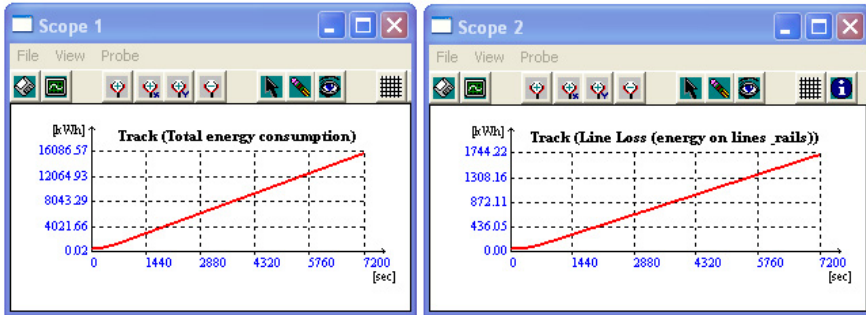 Scope 1
File View Probe
[kWh]
Track (Total energy consumption)
16086.57
12064.93
8043.29
4021.66
0.02
0 1440 2880 4320 5760 7200
[sec]
Scope 2
File View Probe
[kWh]
Track (Line Loss (energy on lines _rails))
1744.22
1308.16
872.11
436.05
0.00
0 1440 2880 4320 5760 7200
[sec]